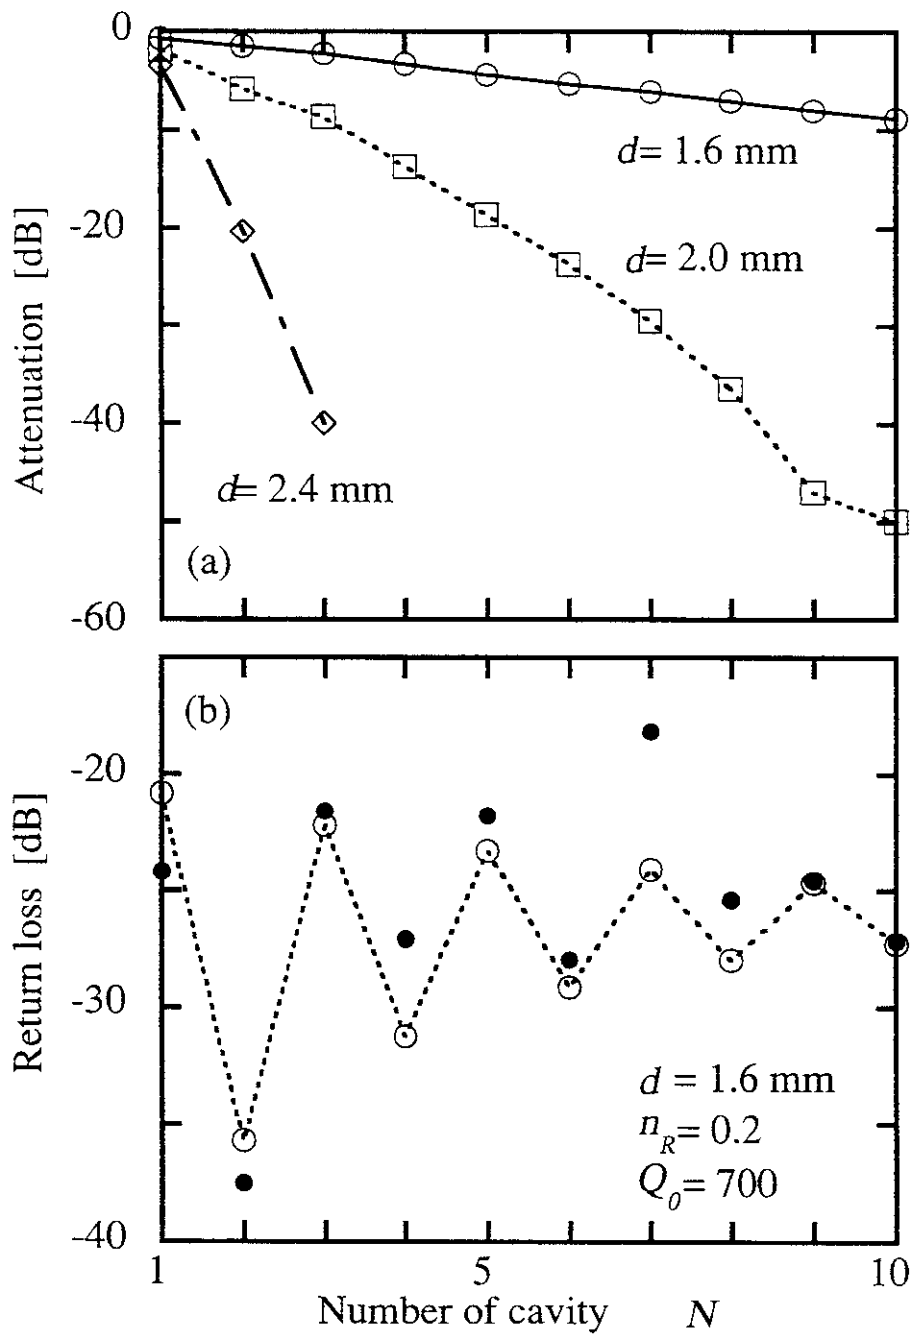 0
-20
-40
-60
Attenuation [dB]
d= 1.6 mm
d= 2.0 mm
d= 2.4 mm
(a)
(b)
-20
-30
-40
Return loss [dB]
d = 1.6 mm
n_R= 0.2
Q_0= 700
1 5 10
Number of cavity N